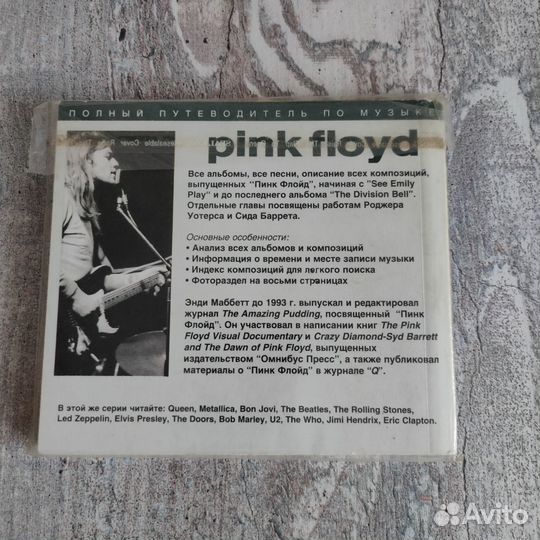 ПОЛНЫЙ ПУТЕВОДИТЕЛЬ ПО МУЗЫКЕ
pink floyd
Все альбомы, все песни, описание всех композиций,
выпущенных "Пинк Флойд", начиная с "See Emily
Play" и до последнего альбома "The Division Bell".
Отдельные главы посвящены работам Роджера
Уотерса и Сида Баррета.
Основные особенности:
• Анализ всех альбомов и композиций
• Информация о времени и месте записи музыки
• Индекс композиций для легкого поиска
• Фотораздел на восьми страницах
Энди Маббетт до 1993 г. выпускал и редактировал
журнал The Amazing Pudding, посвященный "Пинк
Флойд". Он участвовал в написании книг The Pink
Floyd Visual Documentary и Crazy Diamond-Syd Barrett
and The Dawn of Pink Floyd, выпущенных
издательством "Омнибус Пресс", а также публиковал
материалы о "Пинк Флойд" в журнале "Q".
В этой же серии читайте: Queen, Metallica, Bon Jovi, The Beatles, The Rolling Stones,
Led Zeppelin, Elvis Presley, The Doors, Bob Marley, U2, The Who, Jimi Hendrix, Eric Clapton.
Avito